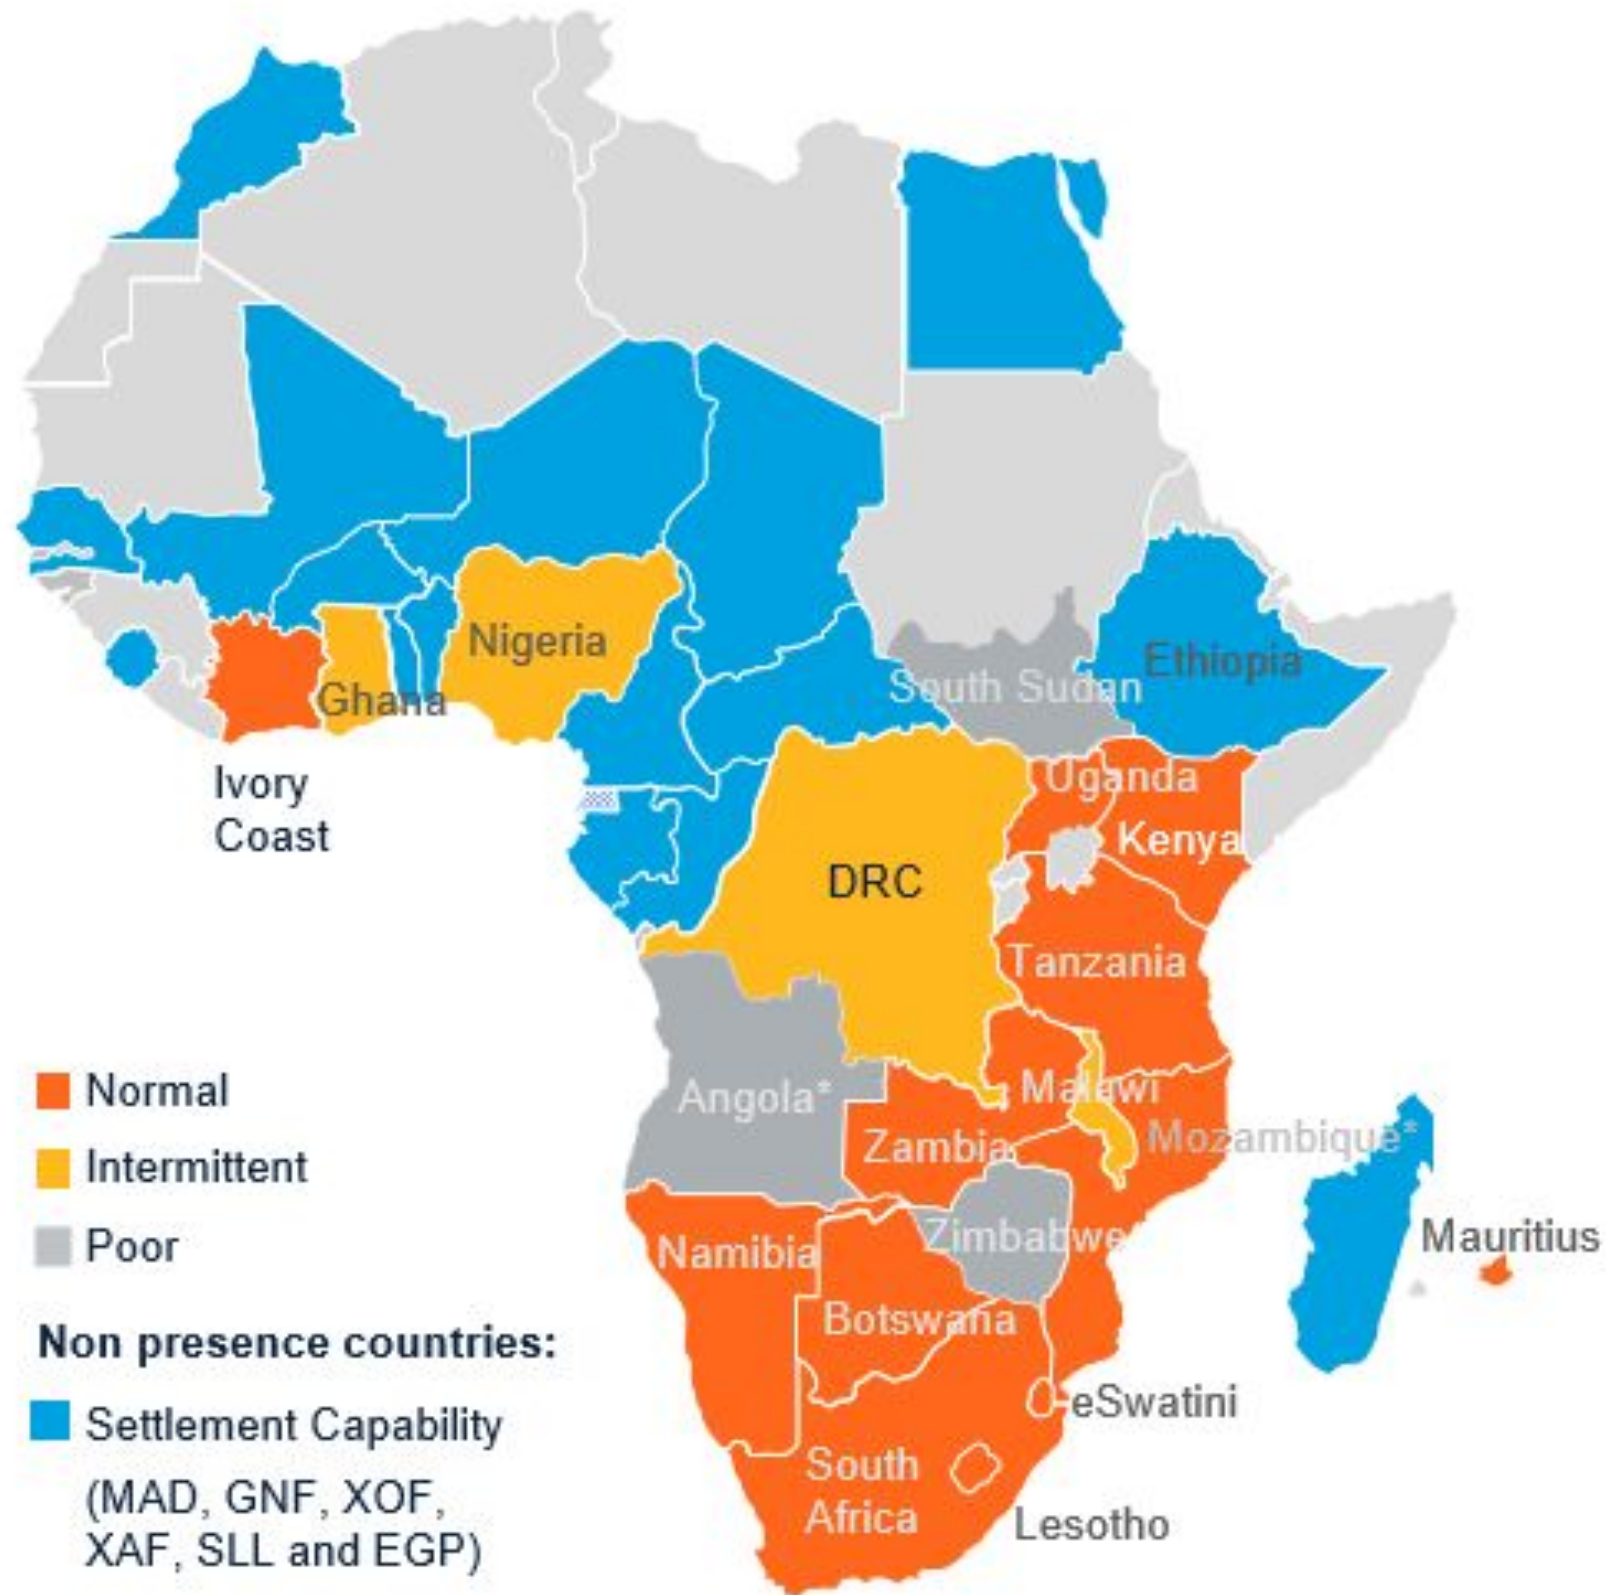 Nigeria
Ghana
Ethiopia
South Sudan
Ivory
Coast
Uganda
Kenya
DRC
Tanzania
Normal
Angola*
Malawi
Mozambique*
Zambia
Intermittent
Zimbabwe
Mauritius
Poor
Namibia
Botswana
Non presence countries:
eSwatini
Settlement Capability
(MAD, GNF, XOF,
XAF, SLL and EGP)
South
Africa
Lesotho